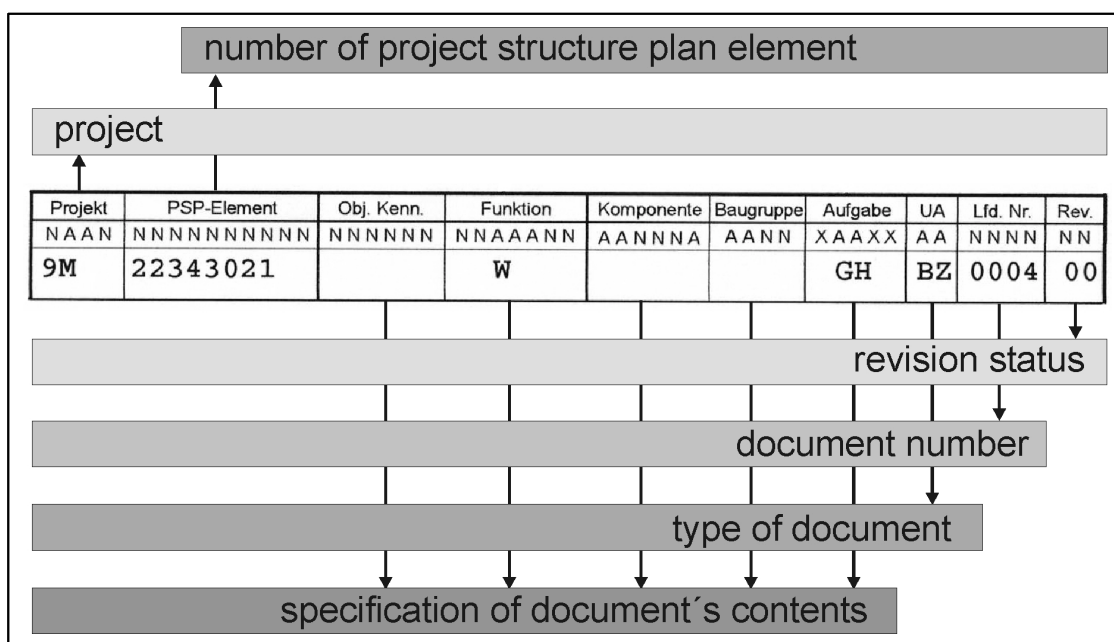 number of project structure plan element
project
Projekt PSP-Element Obj. Kenn. Funktion Komponente Baugruppe Aufgabe UA Lfd. Nr. Rev.
NAAN NNNNNNNNNN NNNNNN NNAAANN AANNNA AANN XAAXX AA NNNN NN
9M 22343021 W GH BZ 0004 00
revision status
document number
type of document
specification of document´s contents